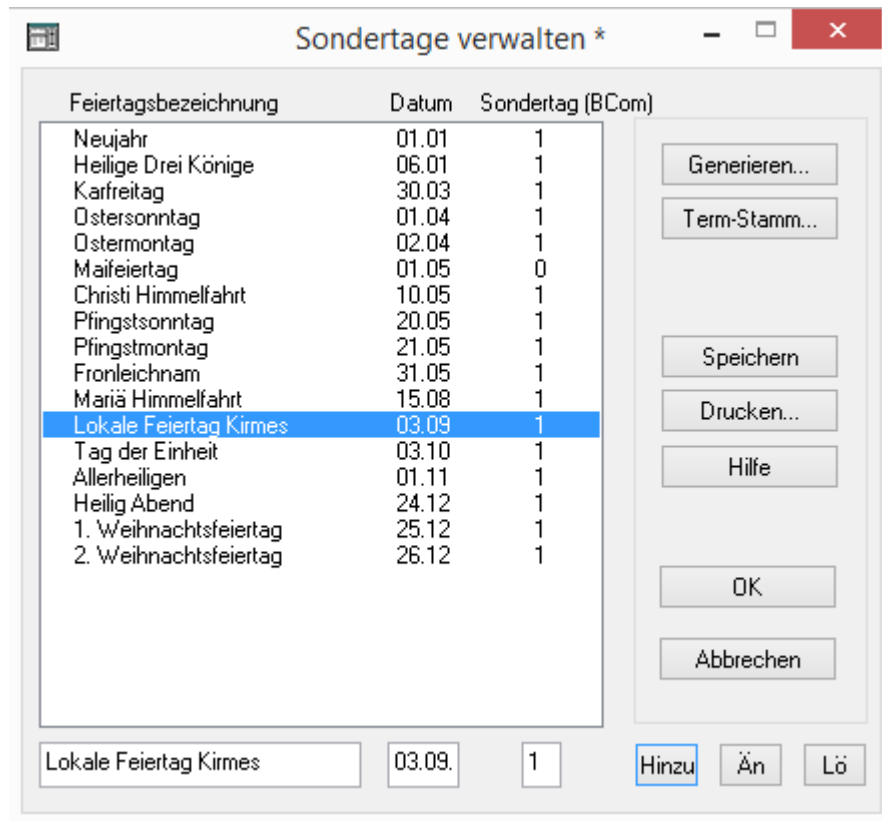 Sondertage verwalten *
Feiertagsbezeichnung Datum Sondertag (BCom)
Neujahr 01.01 1
Heilige Drei Könige 06.01 1
Karfreitag 30.03 1
Ostersonntag 01.04 1
Ostermontag 02.04 1
Maifeiertag 01.05 0
Christi Himmelfahrt 10.05 1
Pfingstsonntag 20.05 1
Pfingstmontag 21.05 1
Fronleichnam 31.05 1
Mariä Himmelfahrt 15.08 1
Lokale Feiertag Kirmes 03.09 1
Tag der Einheit 03.10 1
Allerheiligen 01.11 1
Heilig Abend 24.12 1
1. Weihnachtsfeiertag 25.12 1
2. Weihnachtsfeiertag 26.12 1
Generieren...
Term-Stamm...
Speichern
Drucken...
Hilfe
OK
Abbrechen
Lokale Feiertag Kirmes 03.09. 1 Hinzu Än Lö